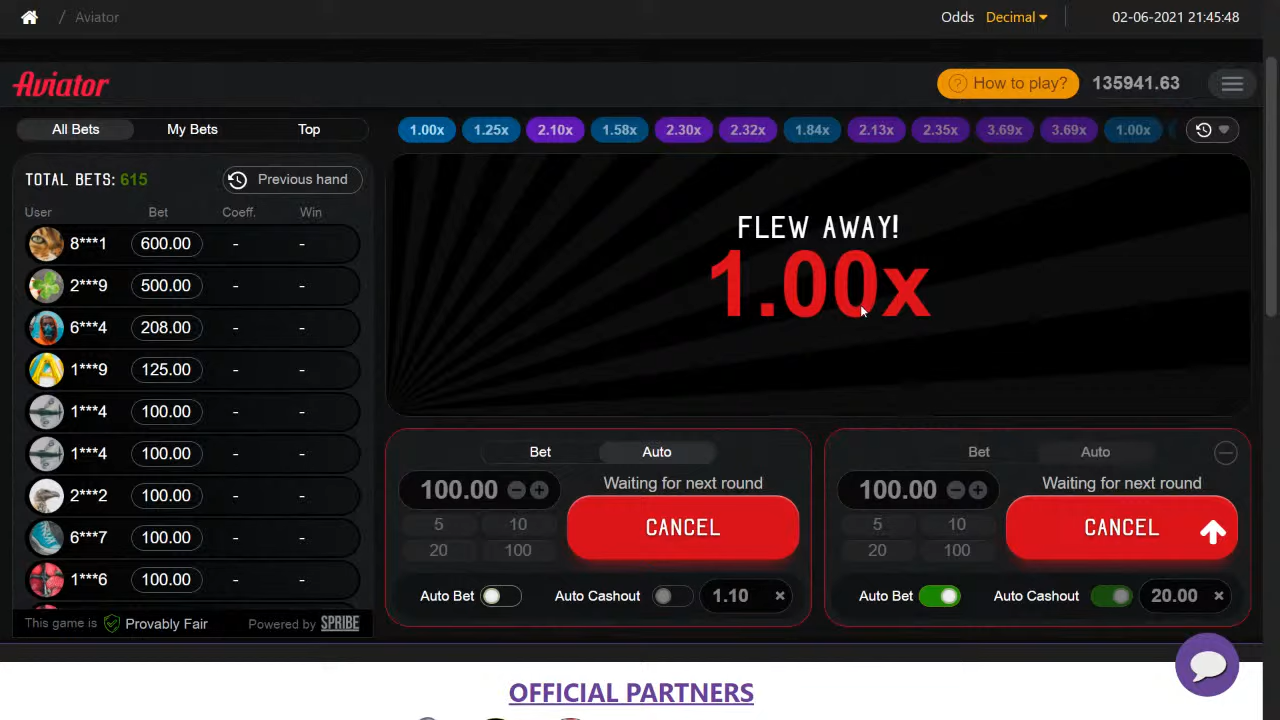 / Aviator
Odds Decimal 02-06-2021 21:45:48
Aviator
? How to play? 135941.63
All Bets My Bets Top
1.00x 1.25x 2.10x 1.58x 2.30x 2.32x 1.84x 2.13x 2.35x 3.69x 3.69x 1.00x
TOTAL BETS: 615
Previous hand
User Bet Coeff. Win
8***1 600.00 - -
2***9 500.00 - -
6***4 208.00 - -
1***9 125.00 - -
1***4 100.00 - -
1***4 100.00 - -
2***2 100.00 - -
6***7 100.00 - -
1***6 100.00 - -
This game is Provably Fair Powered by SPRIBE
FLEW AWAY!
1.00x
Bet Auto
100.00
Waiting for next round
CANCEL
5 10
20 100
Auto Bet Auto Cashout 1.10 ×
Bet Auto
100.00
Waiting for next round
CANCEL
5 10
20 100
Auto Bet Auto Cashout 20.00 ×
OFFICIAL PARTNERS